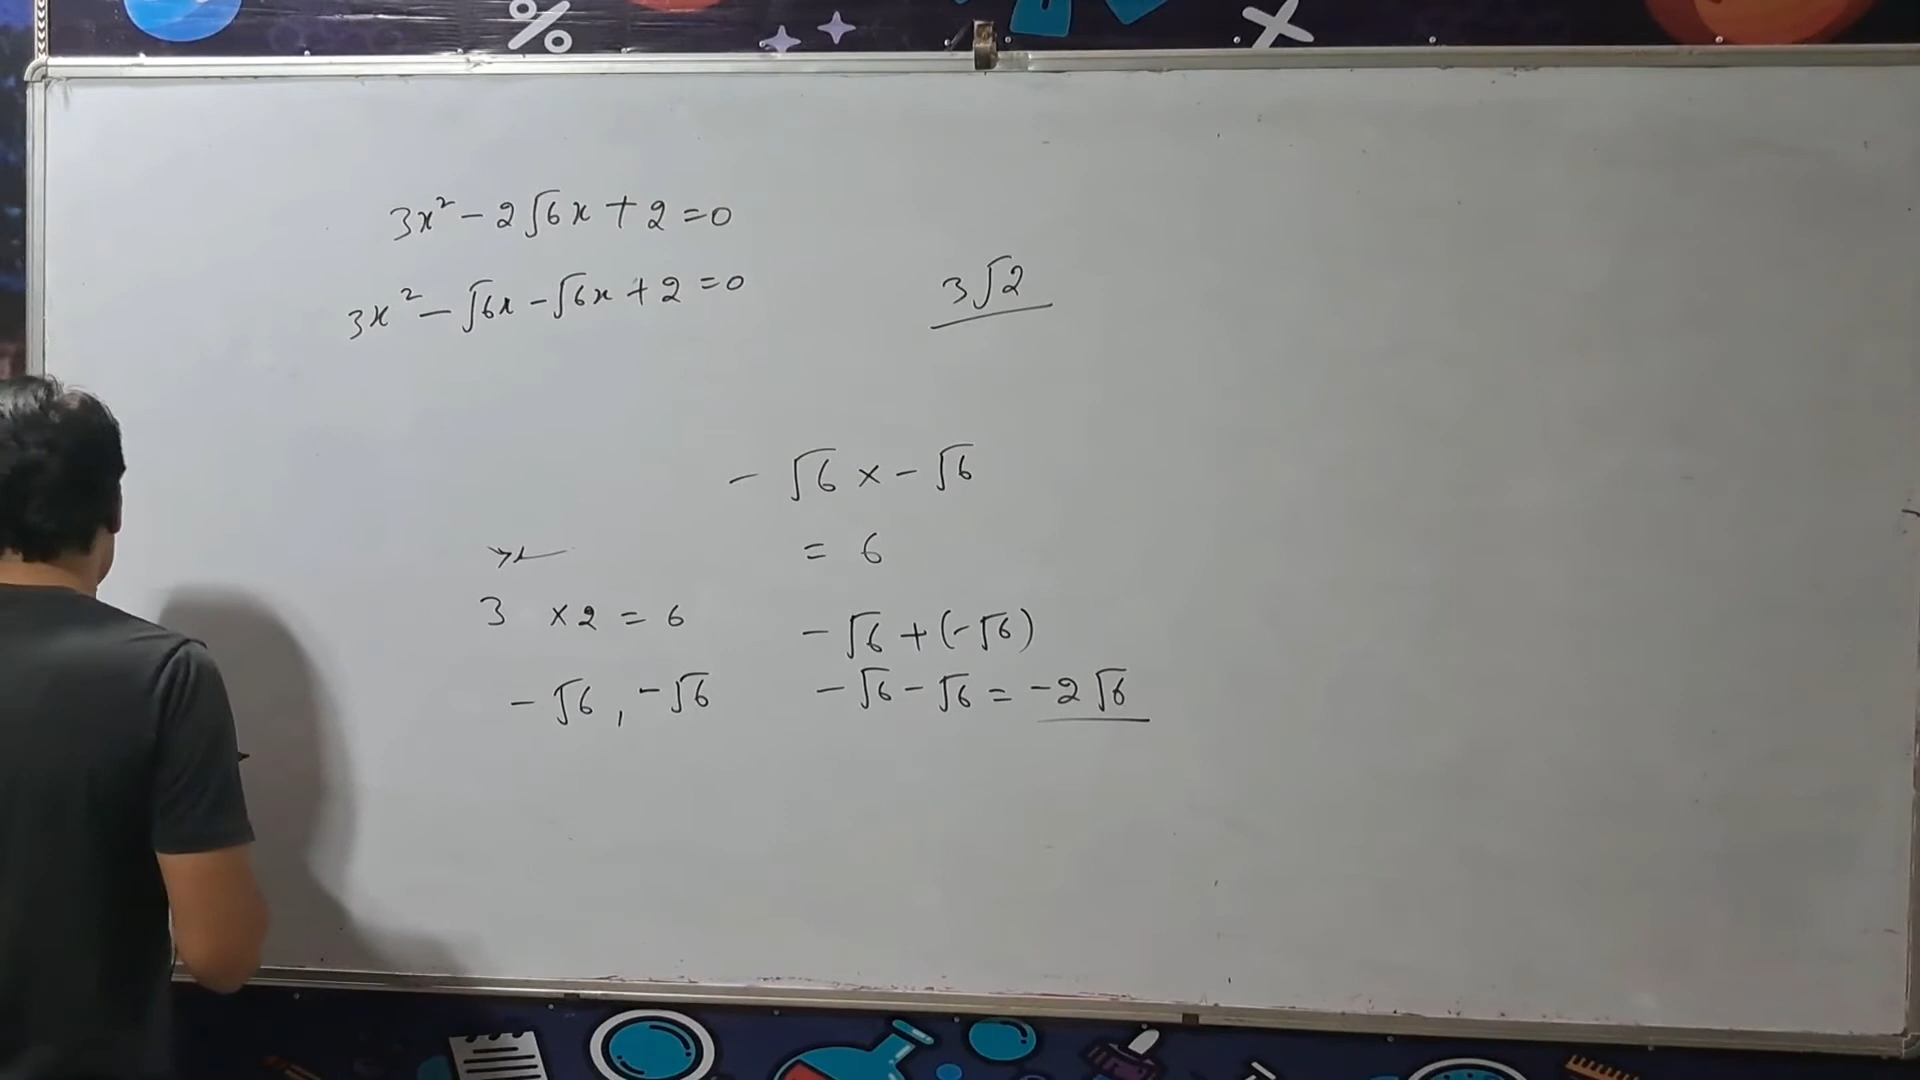 3x² - 2√6x + 2 = 0
3x² - √6x - √6x + 2 = 0
3√2
- √6 × - √6
= 6
3 × 2 = 6
- √6 + (-√6)
- √6, -√6
- √6 - √6 = -2√6